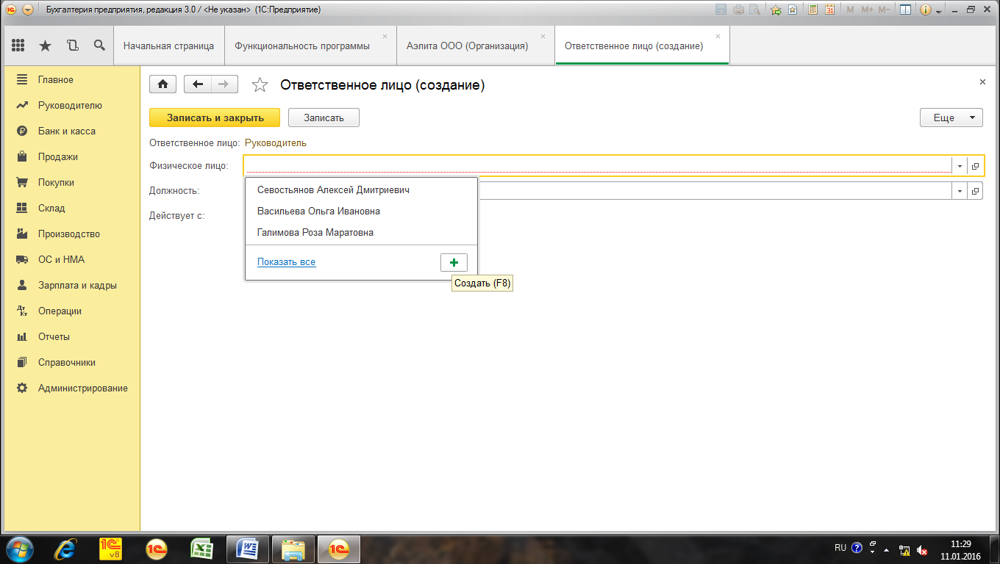 Бухгалтерия предприятия, редакция 3.0 / <Не указан> (1С:Предприятие)
M M+ M-
Начальная страница
Функциональность программы
Аэлита ООО (Организация)
Ответственное лицо (создание)
Главное
Руководителю
Банк и касса
Продажи
Покупки
Склад
Производство
ОС и НМА
Зарплата и кадры
Операции
Отчеты
Справочники
Администрирование
Ответственное лицо (создание)
Записать и закрыть
Записать
Еще
Ответственное лицо: Руководитель
Физическое лицо:
Должность:
Действует с:
Севостьянов Алексей Дмитриевич
Васильева Ольга Ивановна
Галимова Роза Маратовна
Показать все
Создать (F8)
RU
11:29
11.01.2016